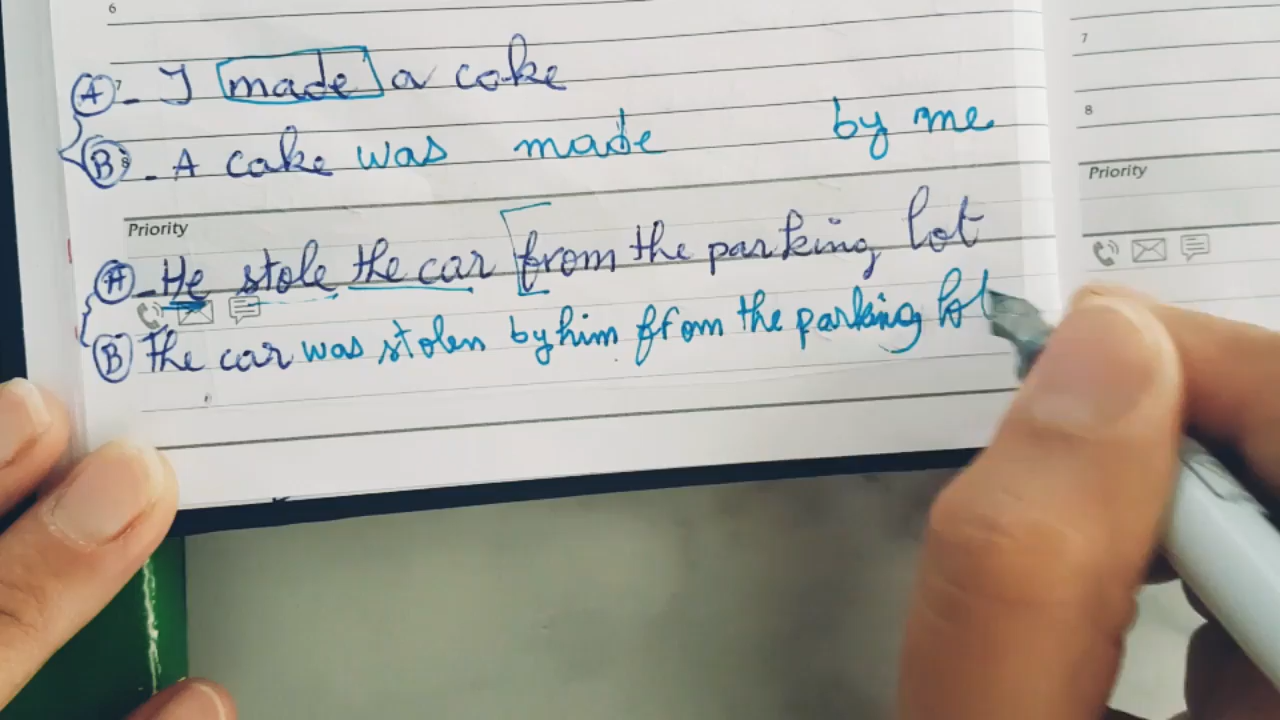 6
7
(A) - I made a cake
8
(B) - A cake was made by me
Priority
Priority
(A) - He stole the car from the parking lot
(B) The car was stolen by him from the parking lot